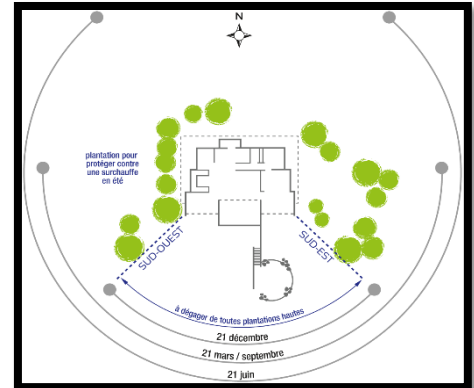 N
plantation pour
protéger contre
une surchauffe
en été
SUD-OUEST
SUD-EST
à dégager de toutes plantations hautes
21 décembre
21 mars / septembre
21 juin